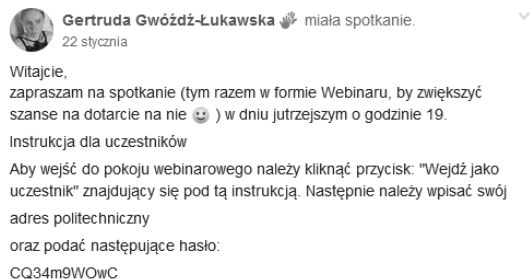 Gertruda Gwóźdź-Łukawska miała spotkanie.
22 stycznia
Witajcie,
zapraszam na spotkanie (tym razem w formie Webinaru, by zwiększyć
szanse na dotarcie na nie ) w dniu jutrzejszym o godzinie 19.
Instrukcja dla uczestników
Aby wejść do pokoju webinarowego należy kliknąć przycisk: "Wejdź jako
uczestnik" znajdujący się pod tą instrukcją. Następnie należy wpisać swój
adres politechniczny
oraz podać następujące hasło:
CQ34m9WOwC